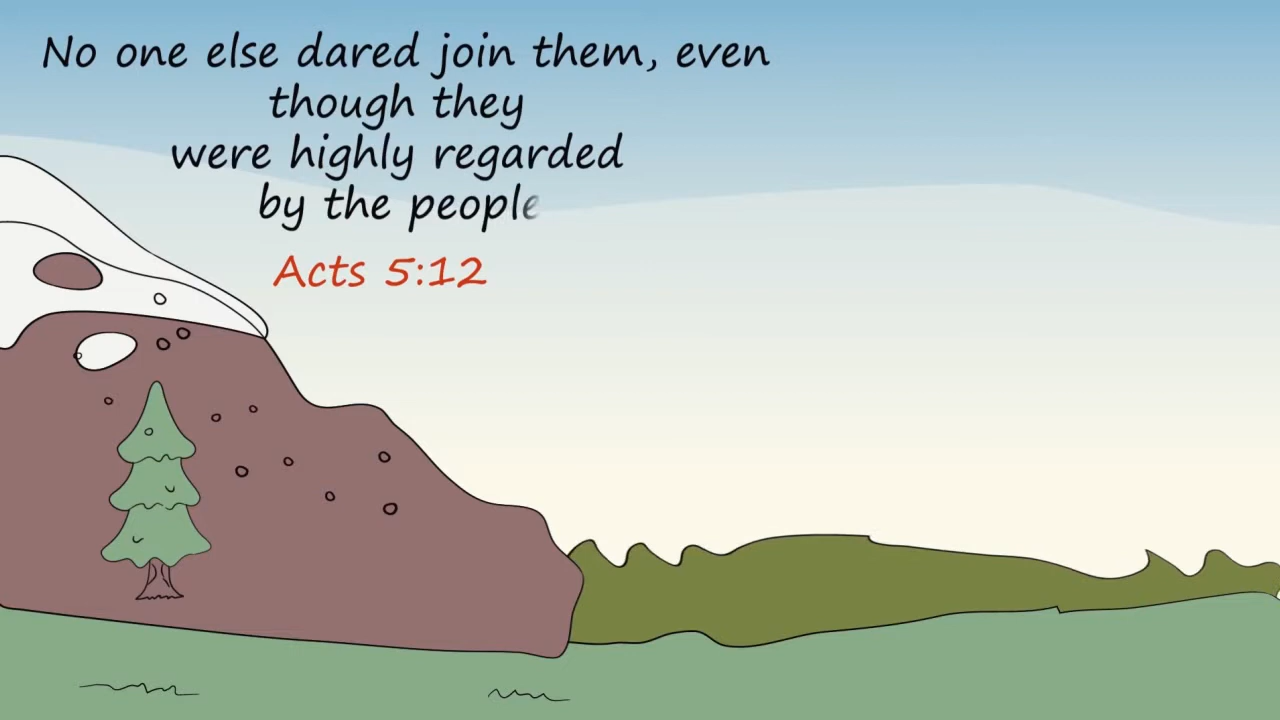 No one else dared join them, even
though they
were highly regarded
by the people
Acts 5:12